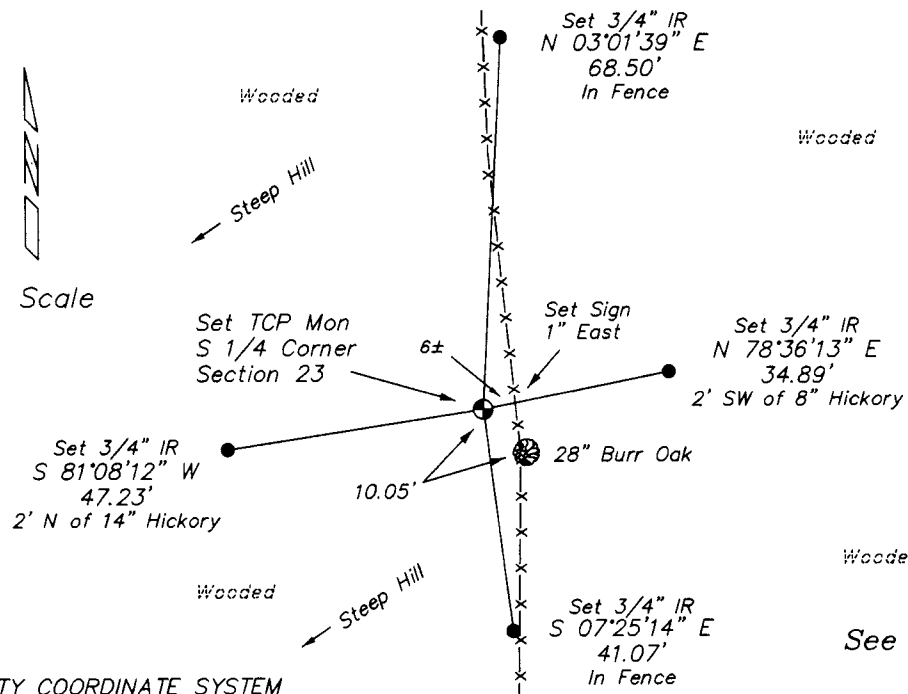 Set 3/4" IR
N 03°01'39" E
68.50'
In Fence
Wooded
Wooded
Steep Hill
N
Scale
Set TCP Mon
S 1/4 Corner
Section 23
6±
Set Sign
1" East
Set 3/4" IR
N 78°36'13" E
34.89'
2' SW of 8" Hickory
Set 3/4" IR
S 81°08'12" W
47.23'
2' N of 14" Hickory
10.05'
28" Burr Oak
Wooded
Steep Hill
Woode
Set 3/4" IR
S 07°25'14" E
41.07'
In Fence
See
TY COORDINATE SYSTEM